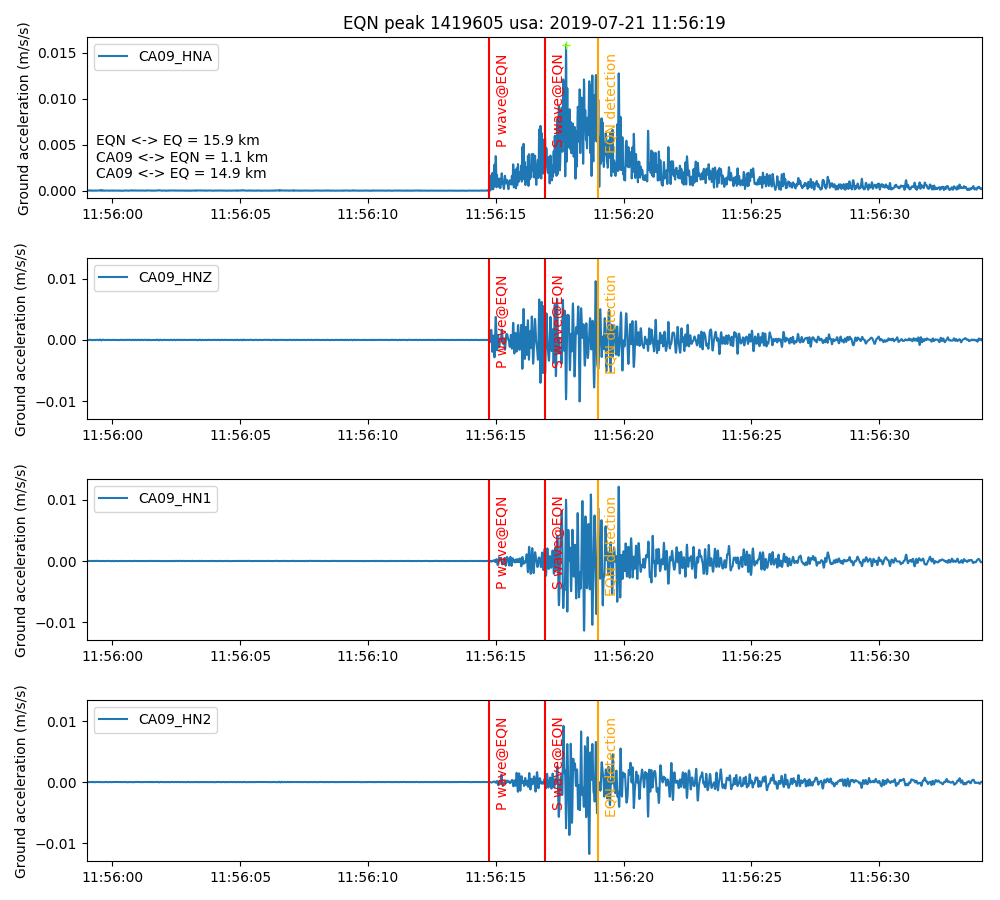 EQN peak 1419605 usa: 2019-07-21 11:56:19
Ground acceleration (m/s/s)
0.015
0.010
0.005
0.000
CA09_HNA
EQN <-> EQ = 15.9 km
CA09 <-> EQN = 1.1 km
CA09 <-> EQ = 14.9 km
P wave@EQN
S wave@EQN
EQN detection
11:56:00 11:56:05 11:56:10 11:56:15 11:56:20 11:56:25 11:56:30
Ground acceleration (m/s/s)
0.01
0.00
−0.01
CA09_HNZ
P wave@EQN
S wave@EQN
EQN detection
11:56:00 11:56:05 11:56:10 11:56:15 11:56:20 11:56:25 11:56:30
Ground acceleration (m/s/s)
0.01
0.00
−0.01
CA09_HN1
P wave@EQN
S wave@EQN
EQN detection
11:56:00 11:56:05 11:56:10 11:56:15 11:56:20 11:56:25 11:56:30
Ground acceleration (m/s/s)
0.01
0.00
−0.01
CA09_HN2
P wave@EQN
S wave@EQN
EQN detection
11:56:00 11:56:05 11:56:10 11:56:15 11:56:20 11:56:25 11:56:30